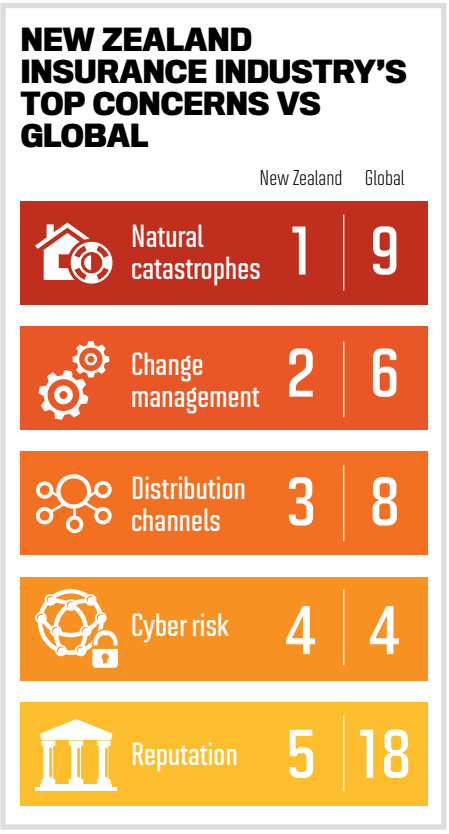 NEW ZEALAND
INSURANCE INDUSTRY'S
TOP CONCERNS VS
GLOBAL
New Zealand Global
Natural
catastrophes 1 9
Change
management 2 6
Distribution
channels 3 8
Cyber risk 4 4
Reputation 5 18